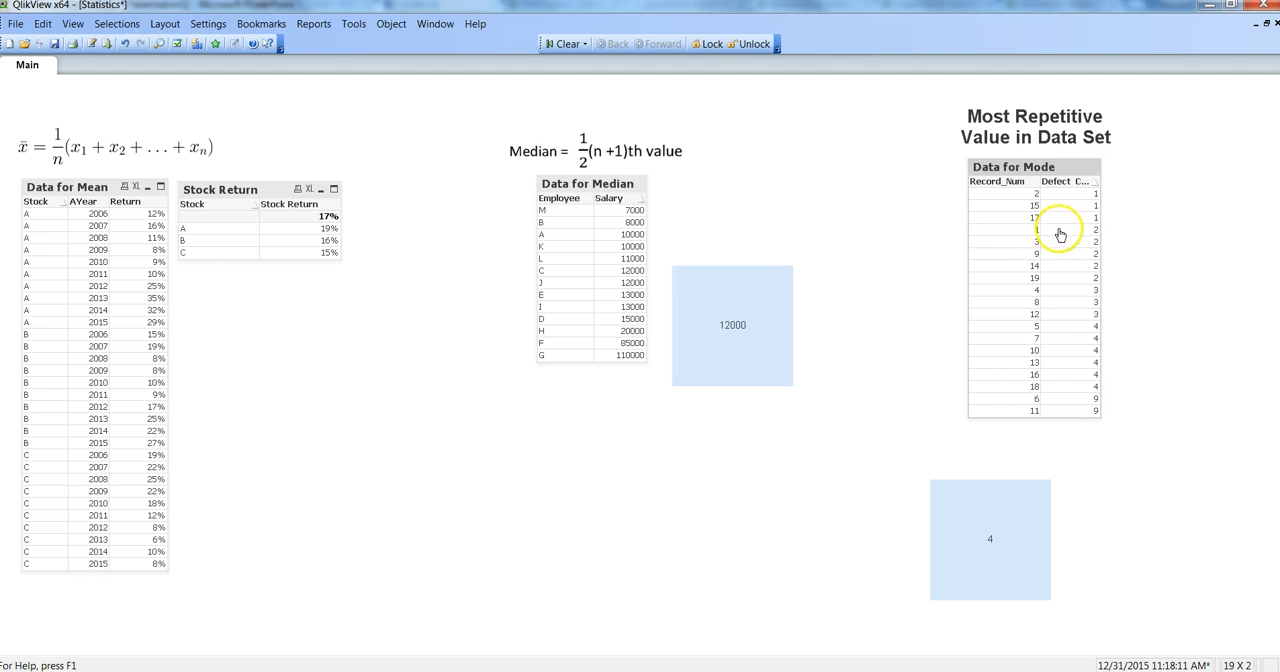 QlikView x64 - [Statistics*]
File Edit View Selections Layout Settings Bookmarks Reports Tools Object Window Help
Clear Back Forward Lock Unlock
Main
x̄ = 1/n (x1 + x2 + . . . + xn)
Data for Mean XL
Stock AYear Return
A 2006 12%
A 2007 16%
A 2008 11%
A 2009 8%
A 2010 9%
A 2011 10%
A 2012 25%
A 2013 35%
A 2014 32%
A 2015 29%
B 2006 15%
B 2007 19%
B 2008 8%
B 2009 8%
B 2010 10%
B 2011 9%
B 2012 17%
B 2013 25%
B 2014 22%
B 2015 27%
C 2006 19%
C 2007 22%
C 2008 25%
C 2009 22%
C 2010 18%
C 2011 12%
C 2012 8%
C 2013 6%
C 2014 10%
C 2015 8%
Stock Return XL
Stock Stock Return
17%
A 19%
B 16%
C 15%
Median = 1/2 (n +1)th value
Data for Median
Employee Salary
M 7000
B 8000
A 10000
K 10000
L 11000
C 12000
J 12000
E 13000
I 13000
D 15000
H 20000
F 85000
G 110000
12000
Most Repetitive
Value in Data Set
Data for Mode
Record_Num Defect C...
2 1
15 1
17 1
1 2
3 2
9 2
14 2
19 2
4 3
8 3
12 3
5 4
7 4
10 4
13 4
16 4
18 4
6 9
11 9
4
For Help, press F1
12/31/2015 11:18:11 AM* 19 X 2